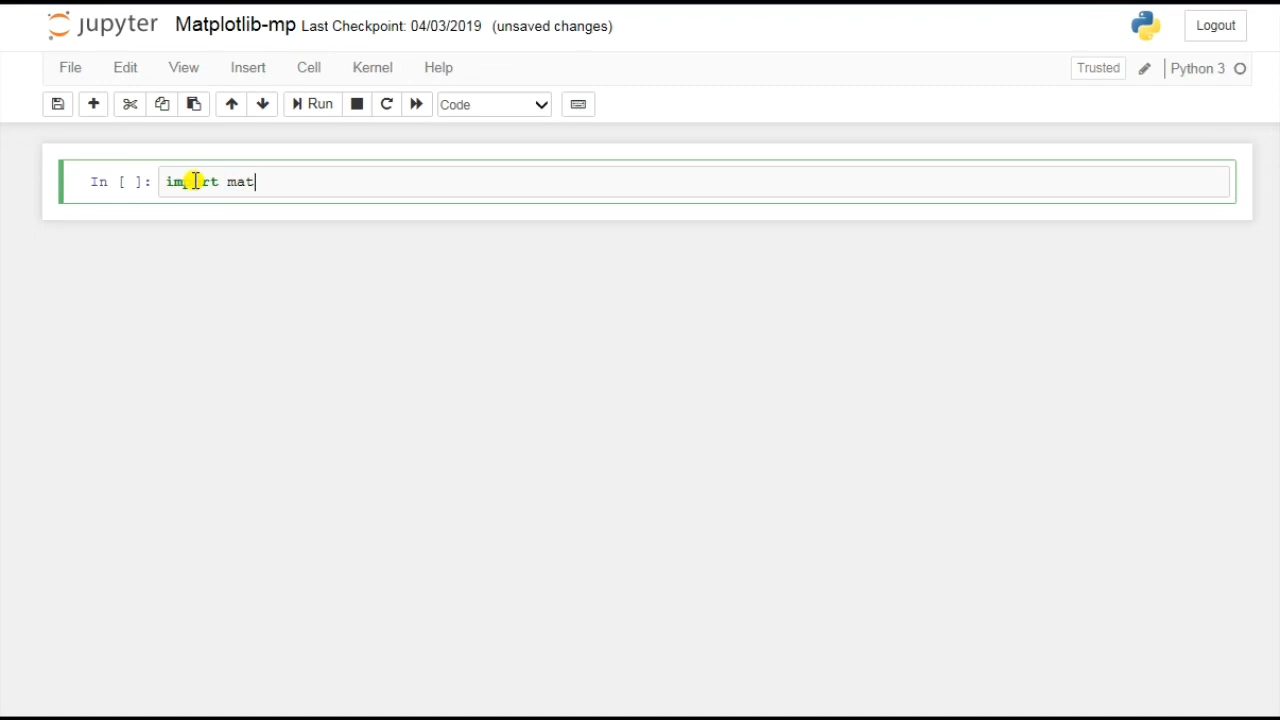 jupyter Matplotlib-mp Last Checkpoint: 04/03/2019 (unsaved changes) Logout
File Edit View Insert Cell Kernel Help Trusted Python 3
Run Code
In [ ]: import mat